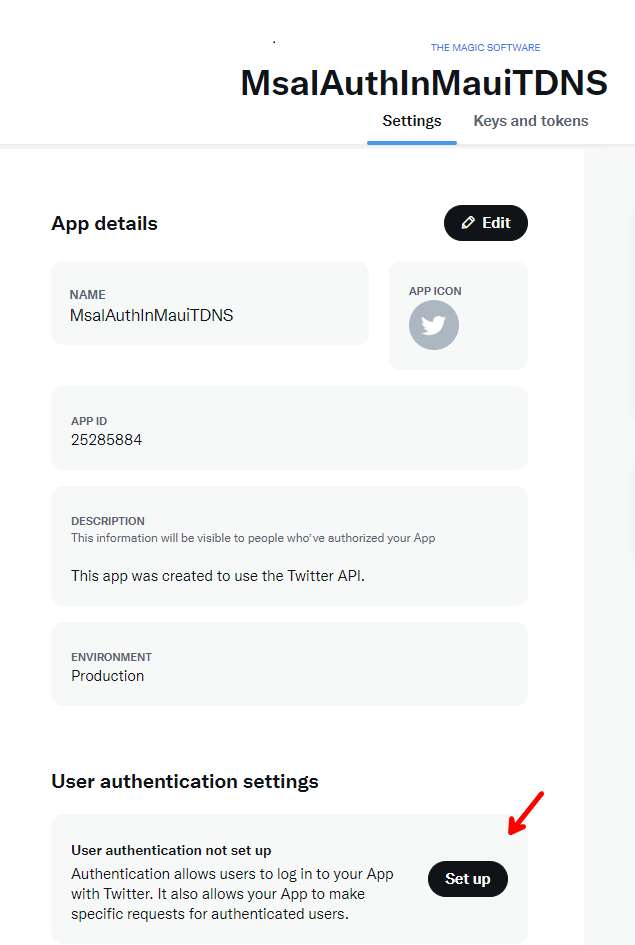 THE MAGIC SOFTWARE
MsalAuthInMauiTDNS
Settings
Keys and tokens
App details
Edit
NAME
MsalAuthInMauiTDNS
APP ICON
APP ID
25285884
DESCRIPTION
This information will be visible to people who've authorized your App
This app was created to use the Twitter API.
ENVIRONMENT
Production
User authentication settings
User authentication not set up
Authentication allows users to log in to your App
with Twitter. It also allows your App to make
specific requests for authenticated users.
Set up